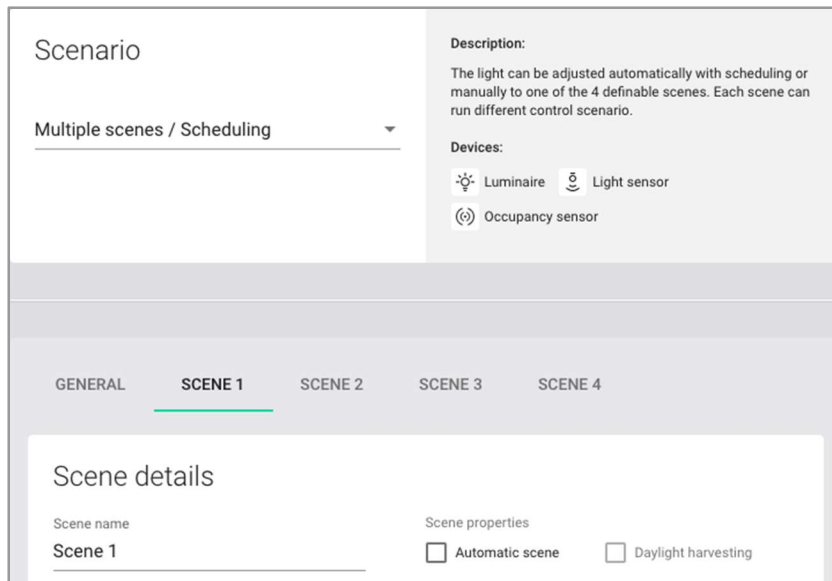 Scenario
Multiple scenes / Scheduling
Description:
The light can be adjusted automatically with scheduling or
manually to one of the 4 definable scenes. Each scene can
run different control scenario.
Devices:
Luminaire Light sensor
Occupancy sensor
GENERAL SCENE 1 SCENE 2 SCENE 3 SCENE 4
Scene details
Scene name
Scene 1
Scene properties
Automatic scene Daylight harvesting